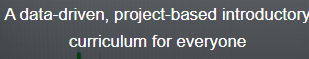 A data-driven, project-based introductory
curriculum for everyone